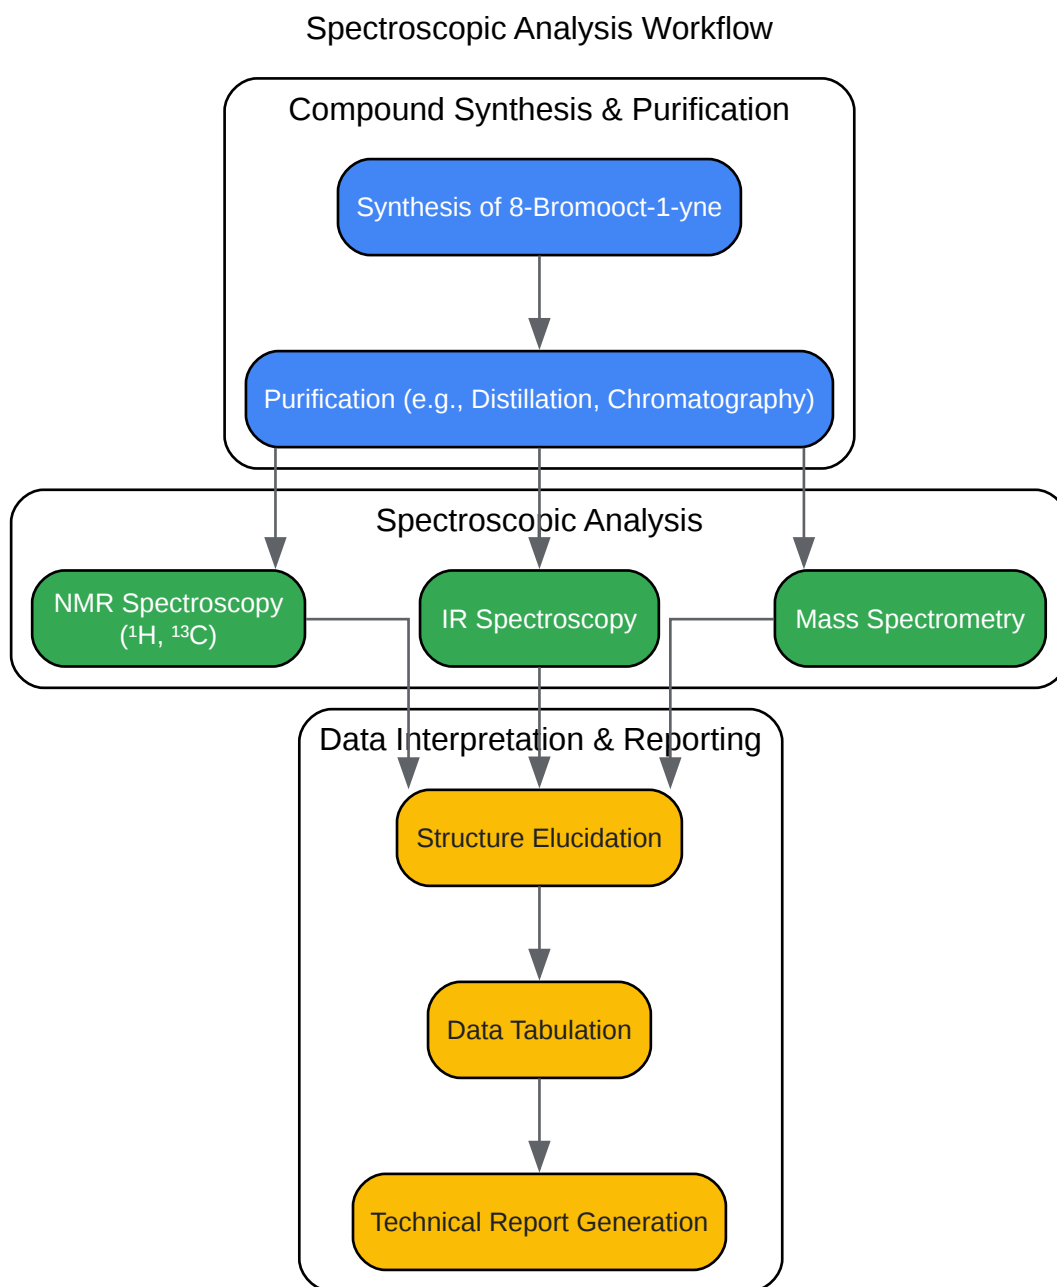 Spectroscopic Analysis Workflow
Compound Synthesis & Purification
Synthesis of 8-Bromooct-1-yne
Purification (e.g., Distillation, Chromatography)
Spectroscopic Analysis
NMR Spectroscopy
(¹H, ¹³C)
IR Spectroscopy
Mass Spectrometry
Data Interpretation & Reporting
Structure Elucidation
Data Tabulation
Technical Report Generation